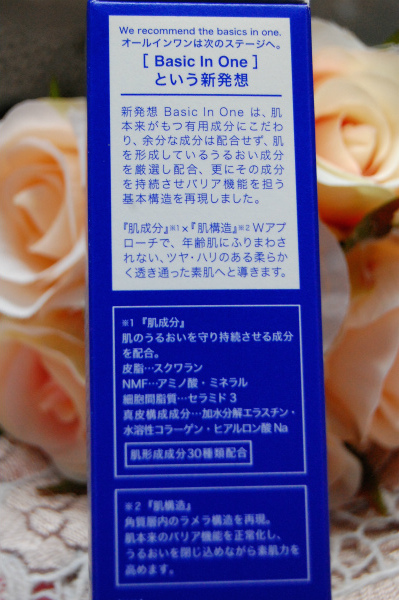 We recommend the basics in one.
オールインワンは次のステージへ。
[ Basic In One ]
という新発想
新発想 Basic In One は、肌
本来がもつ有用成分にこだわ
り、余分な成分は配合せず、肌
を形成しているうるおい成分
を厳選し配合、更にその成分
を持続させバリア機能を担う
基本構造を再現しました。
『肌成分』※1×『肌構造』※2 Wアプ
ローチで、年齢肌にふりまわさ
れない、ツヤ・ハリのある柔らか
く透き通った素肌へと導きます。
※1『肌成分』
肌のうるおいを守り持続させる成分
を配合。
皮脂…スクワラン
NMF…アミノ酸・ミネラル
細胞間脂質…セラミド3
真皮構成成分…加水分解エラスチン・
水溶性コラーゲン・ヒアルロン酸Na
肌形成成分30種類配合
※2『肌構造』
角質層内のラメラ構造を再現。
肌本来のバリア機能を正常化し、
うるおいを閉じ込めながら素肌力を
高めます。